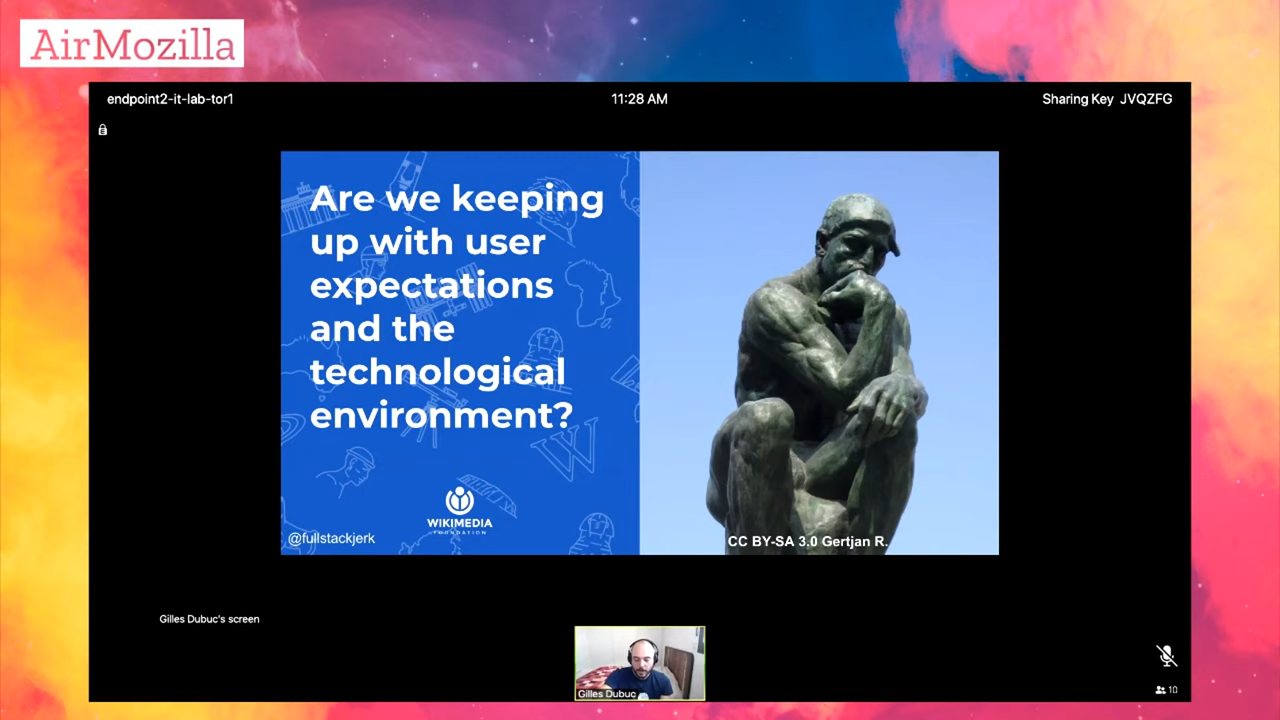 AirMozilla
endpoint2-it-lab-tor1
11:28 AM
Sharing Key JVQZFG
Are we keeping
up with user
expectations
and the
technological
environment?
WIKIMEDIA
FOUNDATION
@fullstackjerk
CC BY-SA 3.0 Gertjan R.
Gilles Dubuc's screen
Gilles Dubuc
10